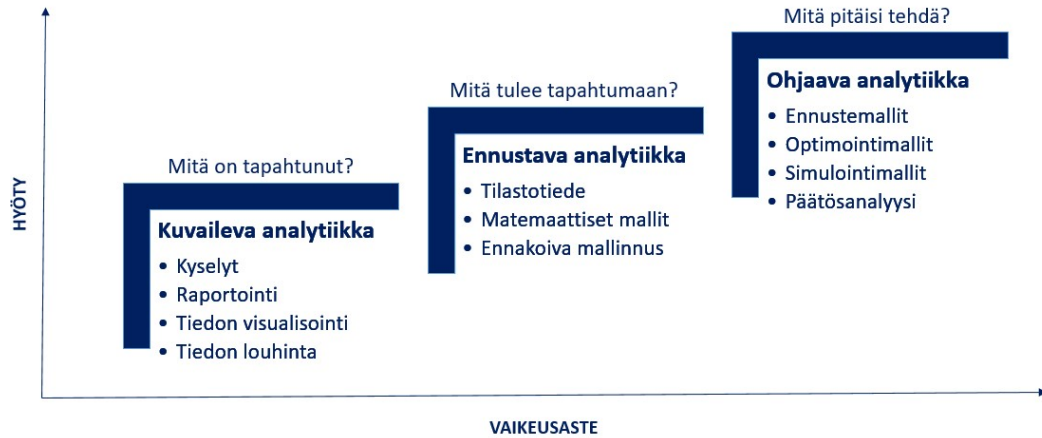 Mitä pitäisi tehdä?
Ohjaava analytiikka
• Ennustemallit
• Optimointimallit
• Simulointimallit
• Päätösanalyysi
Mitä tulee tapahtumaan?
Ennustava analytiikka
• Tilastotiede
• Matemaattiset mallit
• Ennakoiva mallinnus
Mitä on tapahtunut?
Kuvaileva analytiikka
• Kyselyt
• Raportointi
• Tiedon visualisointi
• Tiedon louhinta
HYÖTY
VAIKEUSASTE